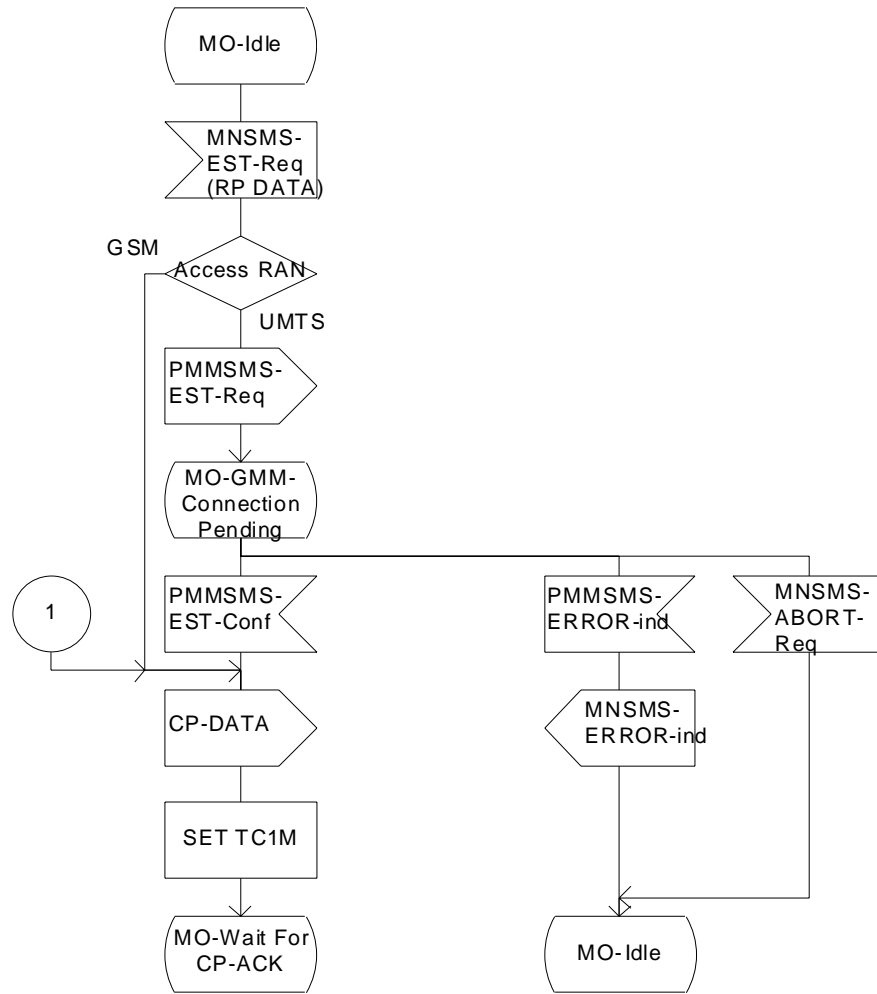 MO-Idle
MNSMS-
EST-Req
(RP DATA)
GSM
Access RAN
UMTS
PMMSMS-
EST-Req
MO-GMM-
Connection
Pending
1
PMMSMS-
EST-Conf
PMMSMS-
ERROR-ind
MNSMS-
ABORT-
Req
CP-DATA
MNSMS-
ERROR-ind
SET TC1M
MO-Wait For
CP-ACK
MO-Idle